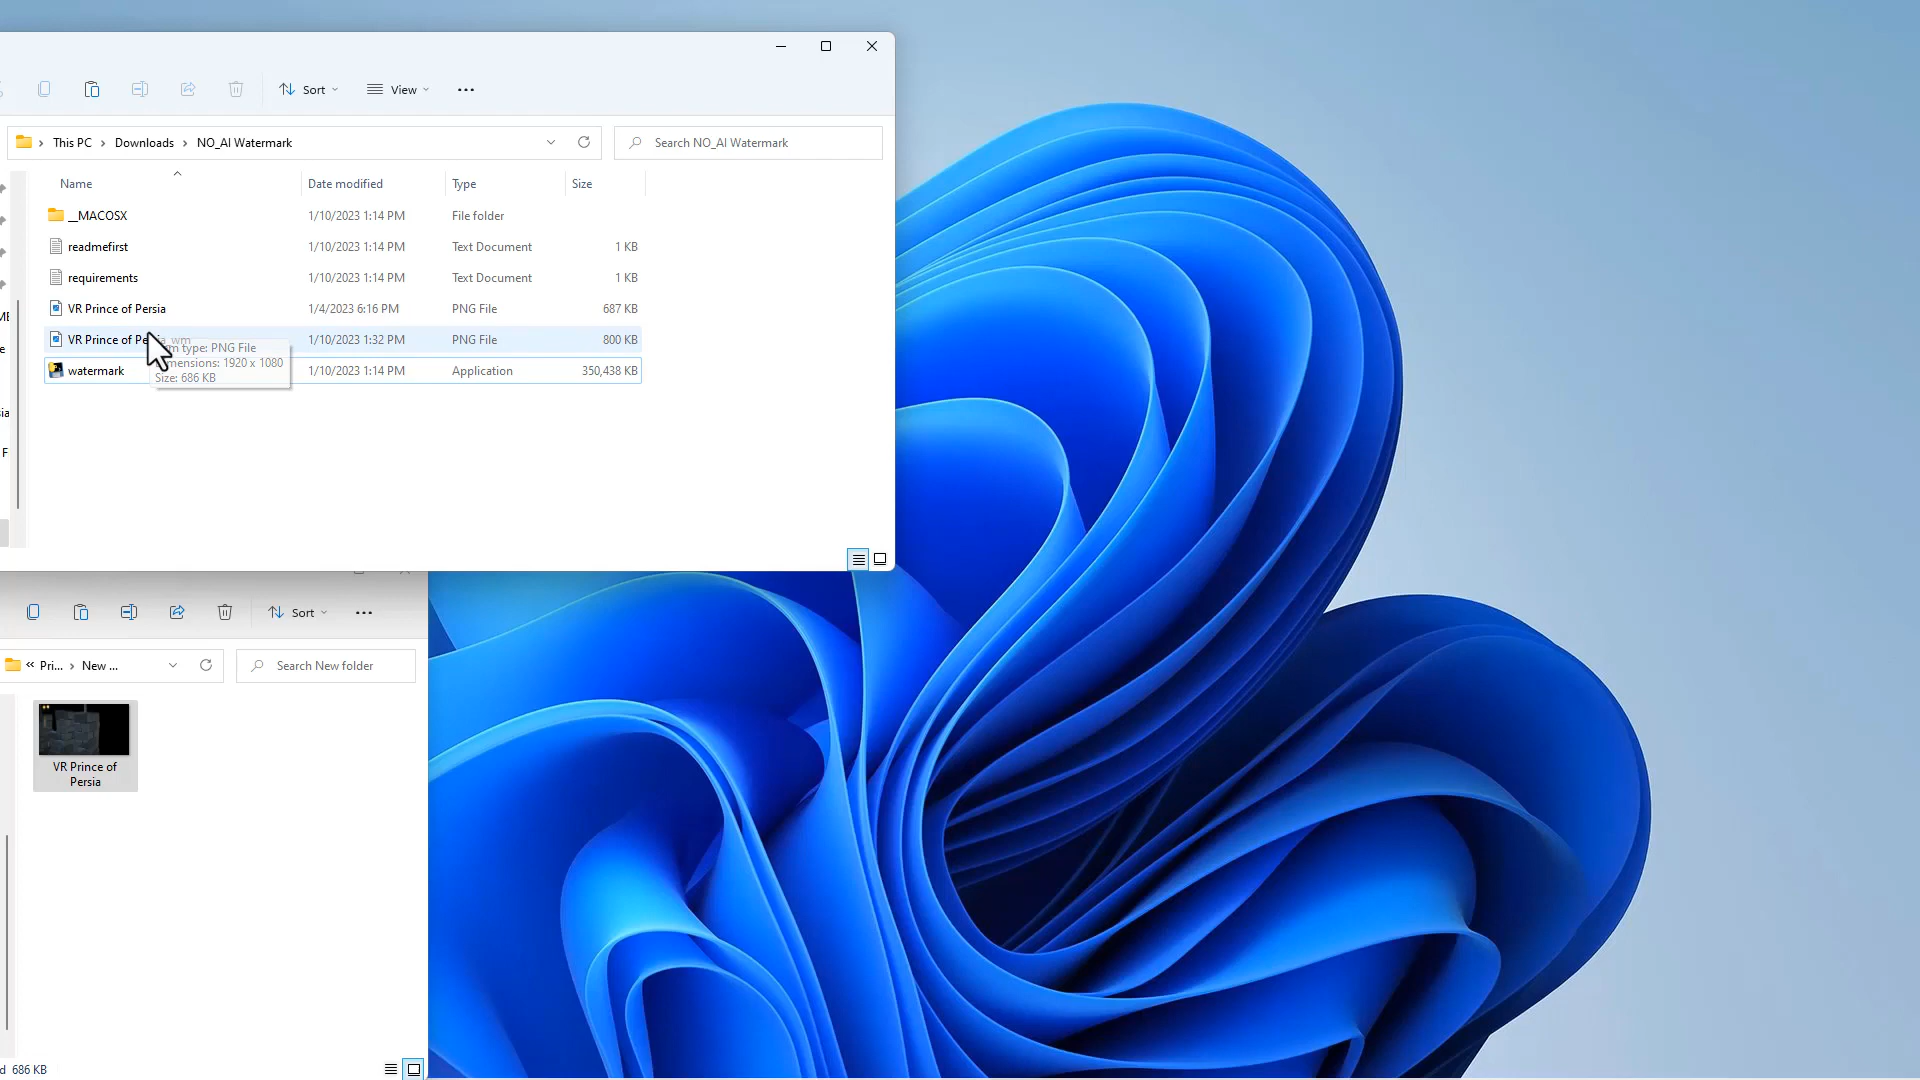 Sort
View
This PC
Downloads
NO_AI Watermark
Search NO_AI Watermark
Name
Date modified
Type
Size
__MACOSX
1/10/2023 1:14 PM
File folder
readmefirst
1/10/2023 1:14 PM
Text Document
1 KB
requirements
1/10/2023 1:14 PM
Text Document
1 KB
VR Prince of Persia
1/4/2023 6:16 PM
PNG File
687 KB
VR Prince of
wm
1/10/2023 1:32 PM
PNG File
800 KB
type: PNG File
1920 x 1080
Size: 686 KB
watermark
1/10/2023 1:14 PM
Application
350,438 KB
Sort
« Pri...
New ...
Search New folder
VR Prince of
Persia
686 KB